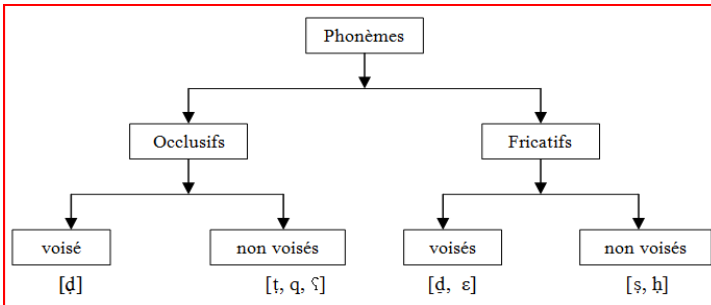 Phonèmes
Occlusifs Fricatifs
voisé non voisés voisés non voisés
[ḍ] [ṭ, q, ʕ] [ḍ, ɛ] [ṣ, ḥ]